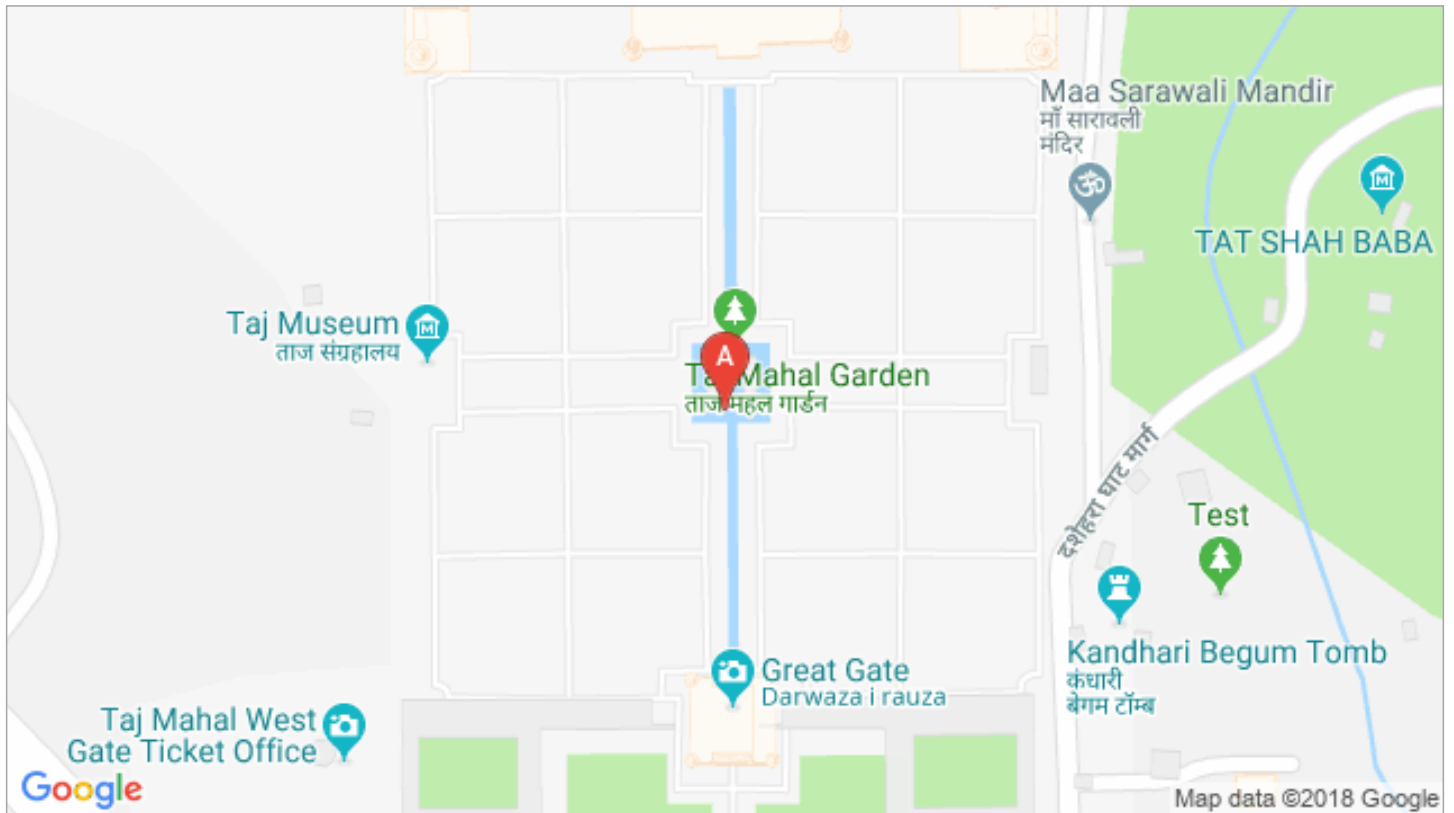 Maa Sarawali Mandir
माँ सारावली
मंदिर
TAT SHAH BABA
Taj Museum
ताज संग्रहालय
A
Mahal Garden
ताज महल गार्डन
दशेहरा घाट मार्ग
Test
Kandhari Begum Tomb
कंधारी
बेगम टॉम्ब
Great Gate
Darwaza i rauza
Taj Mahal West
Gate Ticket Office
Google
Map data ©2018 Google